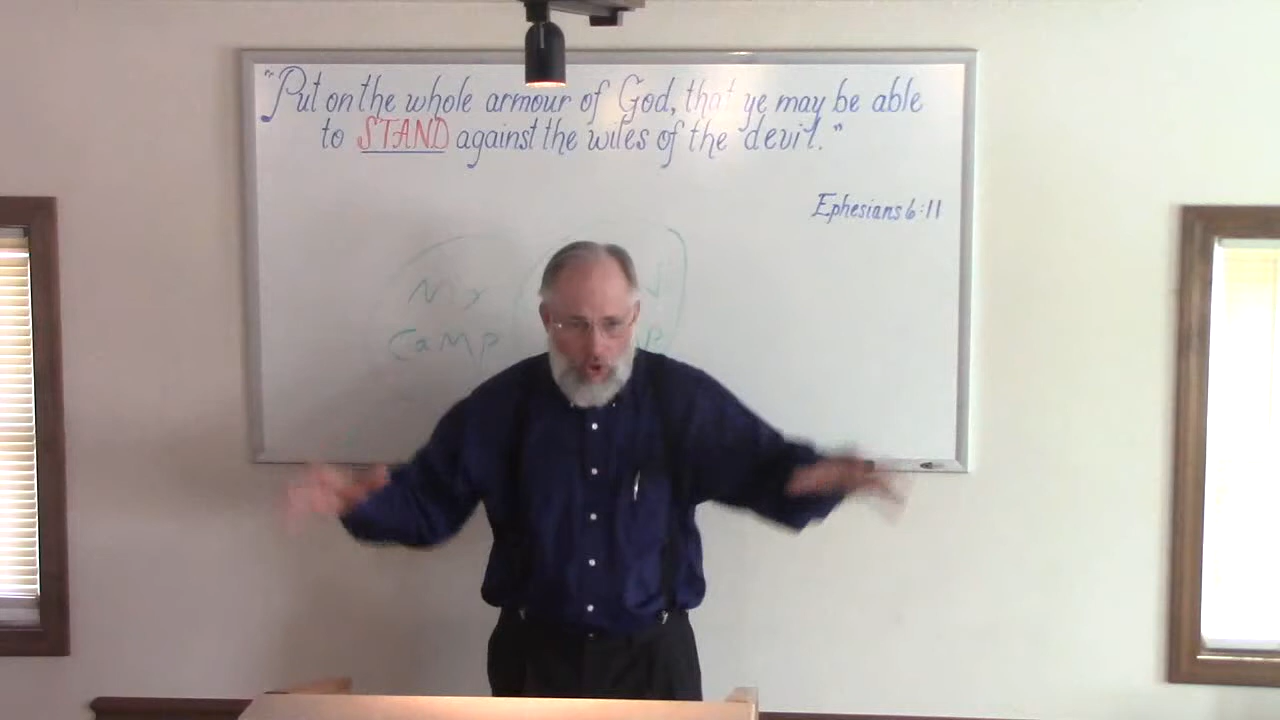 "Put on the whole armour of God, that ye may be able
to STAND against the wiles of the devil."
Ephesians 6:11
My
camp